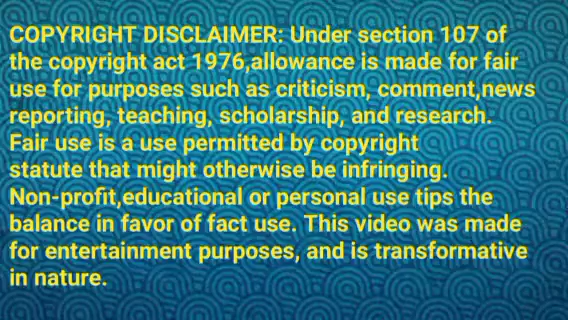 COPYRIGHT DISCLAIMER: Under section 107 of
the copyright act 1976,allowance is made for fair
use for purposes such as criticism, comment,news
reporting, teaching, scholarship, and research.
Fair use is a use permitted by copyright
statute that might otherwise be infringing.
Non-profit,educational or personal use tips the
balance in favor of fact use. This video was made
for entertainment purposes, and is transformative
in nature.